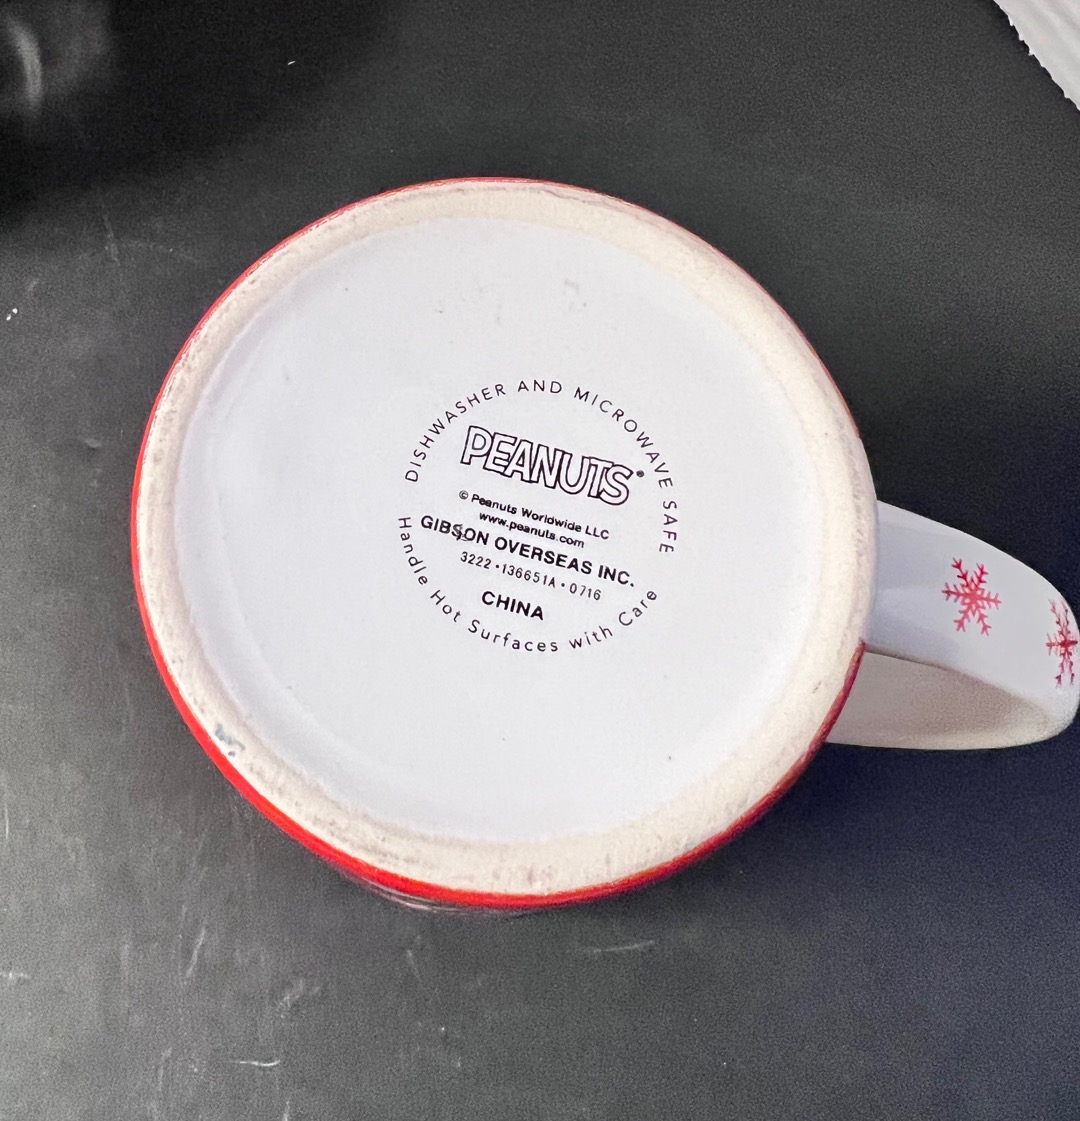 DISHWASHER AND MICROWAVE SAFE
PEANUTS®
© Peanuts Worldwide LLC
www.peanuts.com
GIBSON OVERSEAS INC.
3222 • 136651A • 0716
CHINA
Handle Hot Surfaces with Care